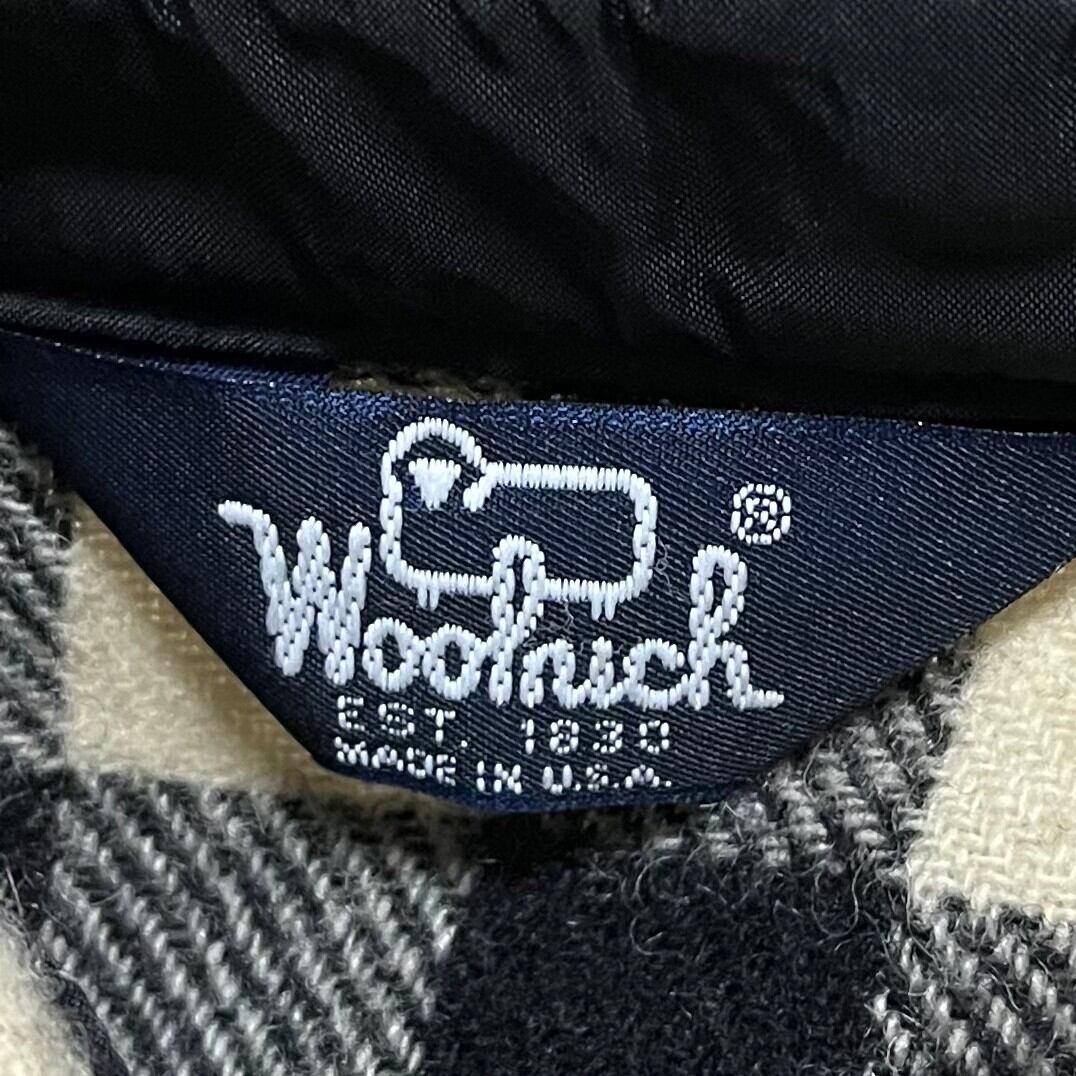 Woolrich ®
EST. 1830
MADE IN U.S.A.